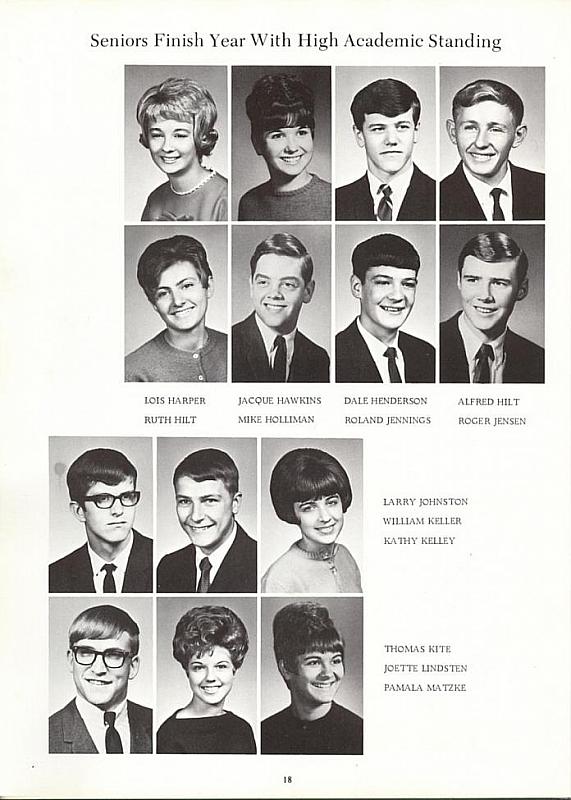 Seniors Finish Year With High Academic Standing
LOIS HARPER JACQUE HAWKINS DALE HENDERSON ALFRED HILT
RUTH HILT MIKE HOLLIMAN ROLAND JENNINGS ROGER JENSEN
LARRY JOHNSTON
WILLIAM KELLER
KATHY KELLEY
THOMAS KITE
JOETTE LINDSTEN
PAMALA MATZKE
18